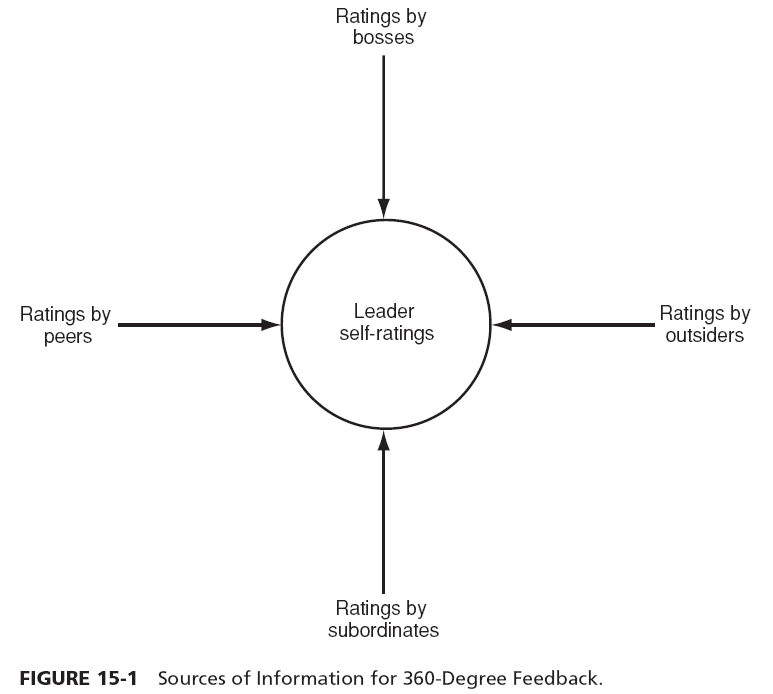 Ratings by
bosses
Ratings by
peers
Leader
self-ratings
Ratings by
outsiders
Ratings by
subordinates
FIGURE 15-1 Sources of Information for 360-Degree Feedback.